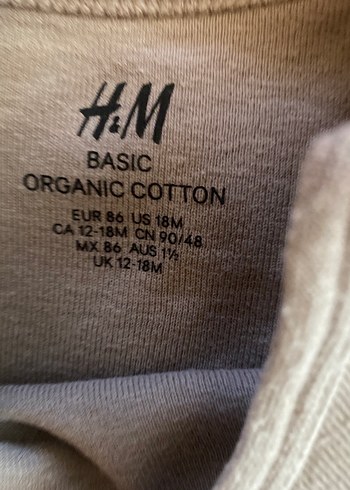 H&M
BASIC
ORGANIC COTTON
EUR 86 US 18M
CA 12-18M CN 90/48
MX 86 AUS 1½
UK 12-18M